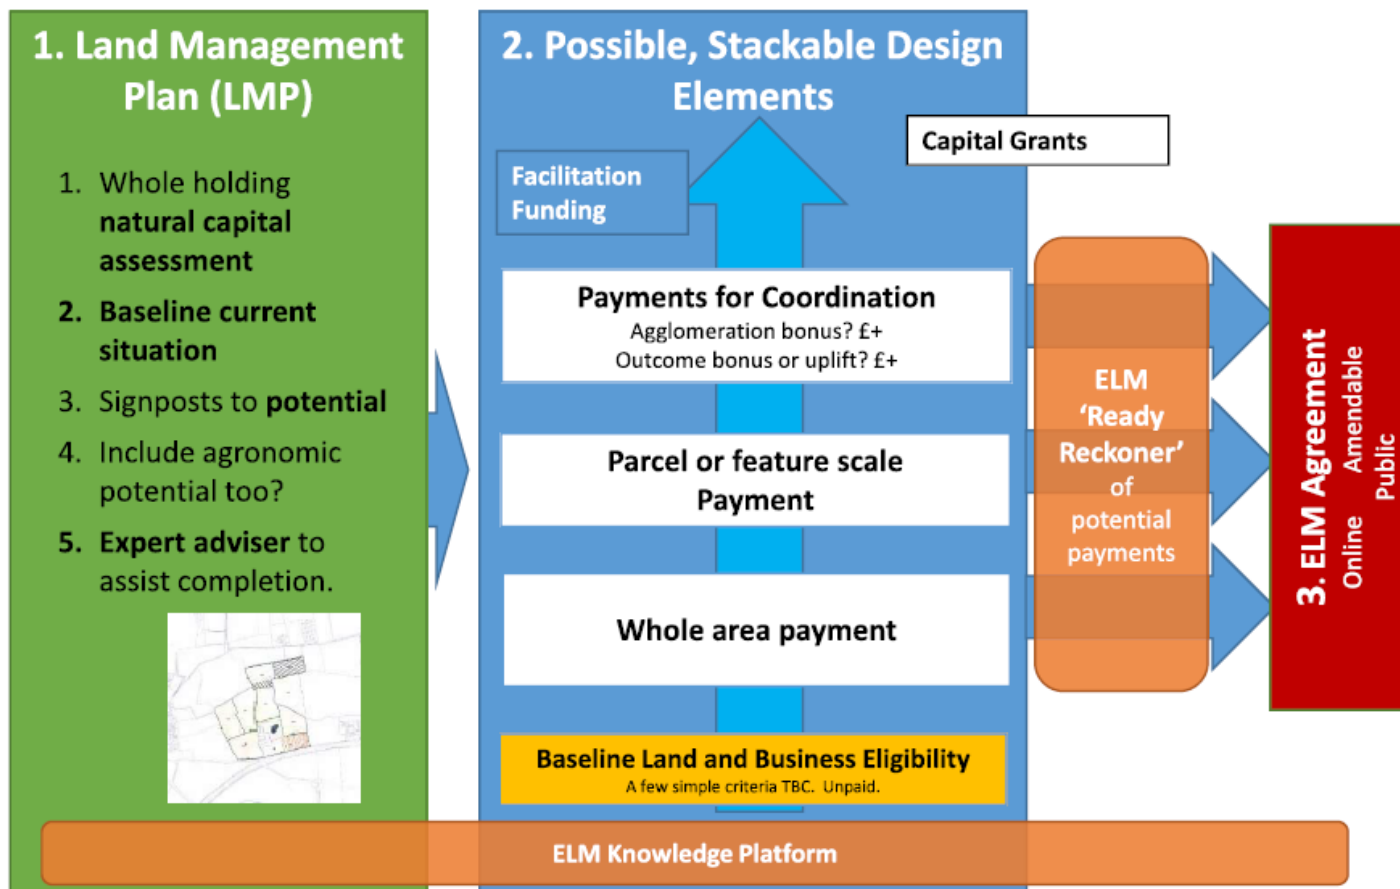 1. Land Management
Plan (LMP)
1. Whole holding
natural capital
assessment
2. Baseline current
situation
3. Signposts to potential
4. Include agronomic
potential too?
5. Expert adviser to
assist completion.
2. Possible, Stackable Design
Elements
Capital Grants
Facilitation
Funding
Payments for Coordination
Agglomeration bonus? £+
Outcome bonus or uplift? £+
Parcel or feature scale
Payment
Whole area payment
Baseline Land and Business Eligibility
A few simple criteria TBC. Unpaid.
ELM
‘Ready
Reckoner’
of
potential
payments
3. ELM Agreement
Online Amendable
Public
ELM Knowledge Platform